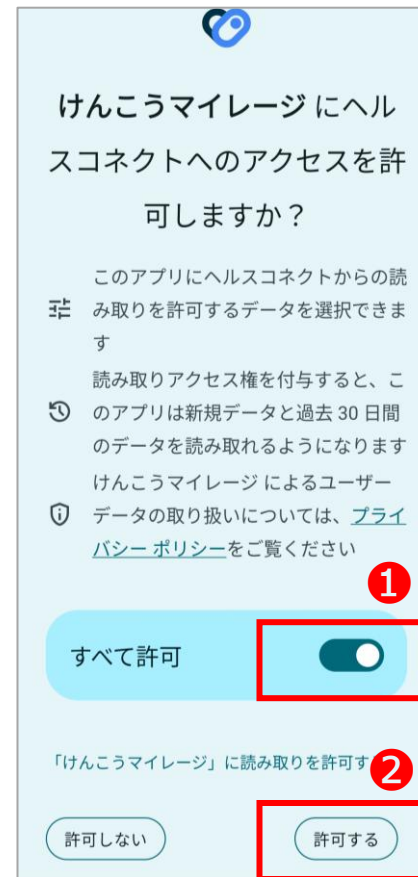 けんこうマイレージ にヘル
スコネクトへのアクセスを許
可しますか？
このアプリにヘルスコネクトからの読
み取りを許可するデータを選択できま
す
読み取りアクセス権を付与すると、こ
のアプリは新規データと過去 30 日間
のデータを読み取れるようになります
けんこうマイレージ によるユーザー
データの取り扱いについては、プライ
バシー ポリシーをご覧ください
1
すべて許可
「けんこうマイレージ」に読み取りを許可す
2
許可しない
許可する